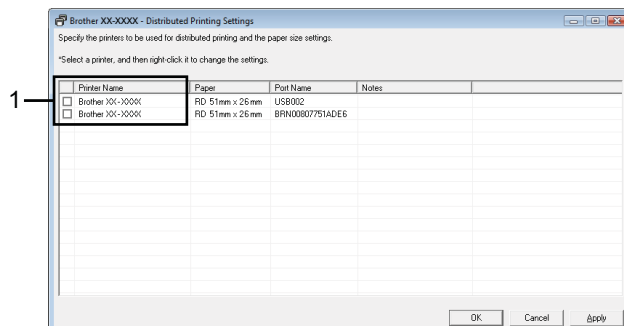 Brother XX-XXXX - Distributed Printing Settings
Specify the printers to be used for distributed printing and the paper size settings.
*Select a printer, and then right-click it to change the settings.
1
Printer Name Paper Port Name Notes
Brother XX-XXXX RD 51mm x 26mm USB002
Brother XX-XXXX RD 51mm x 26mm BRN00807751ADE6
OK Cancel Apply